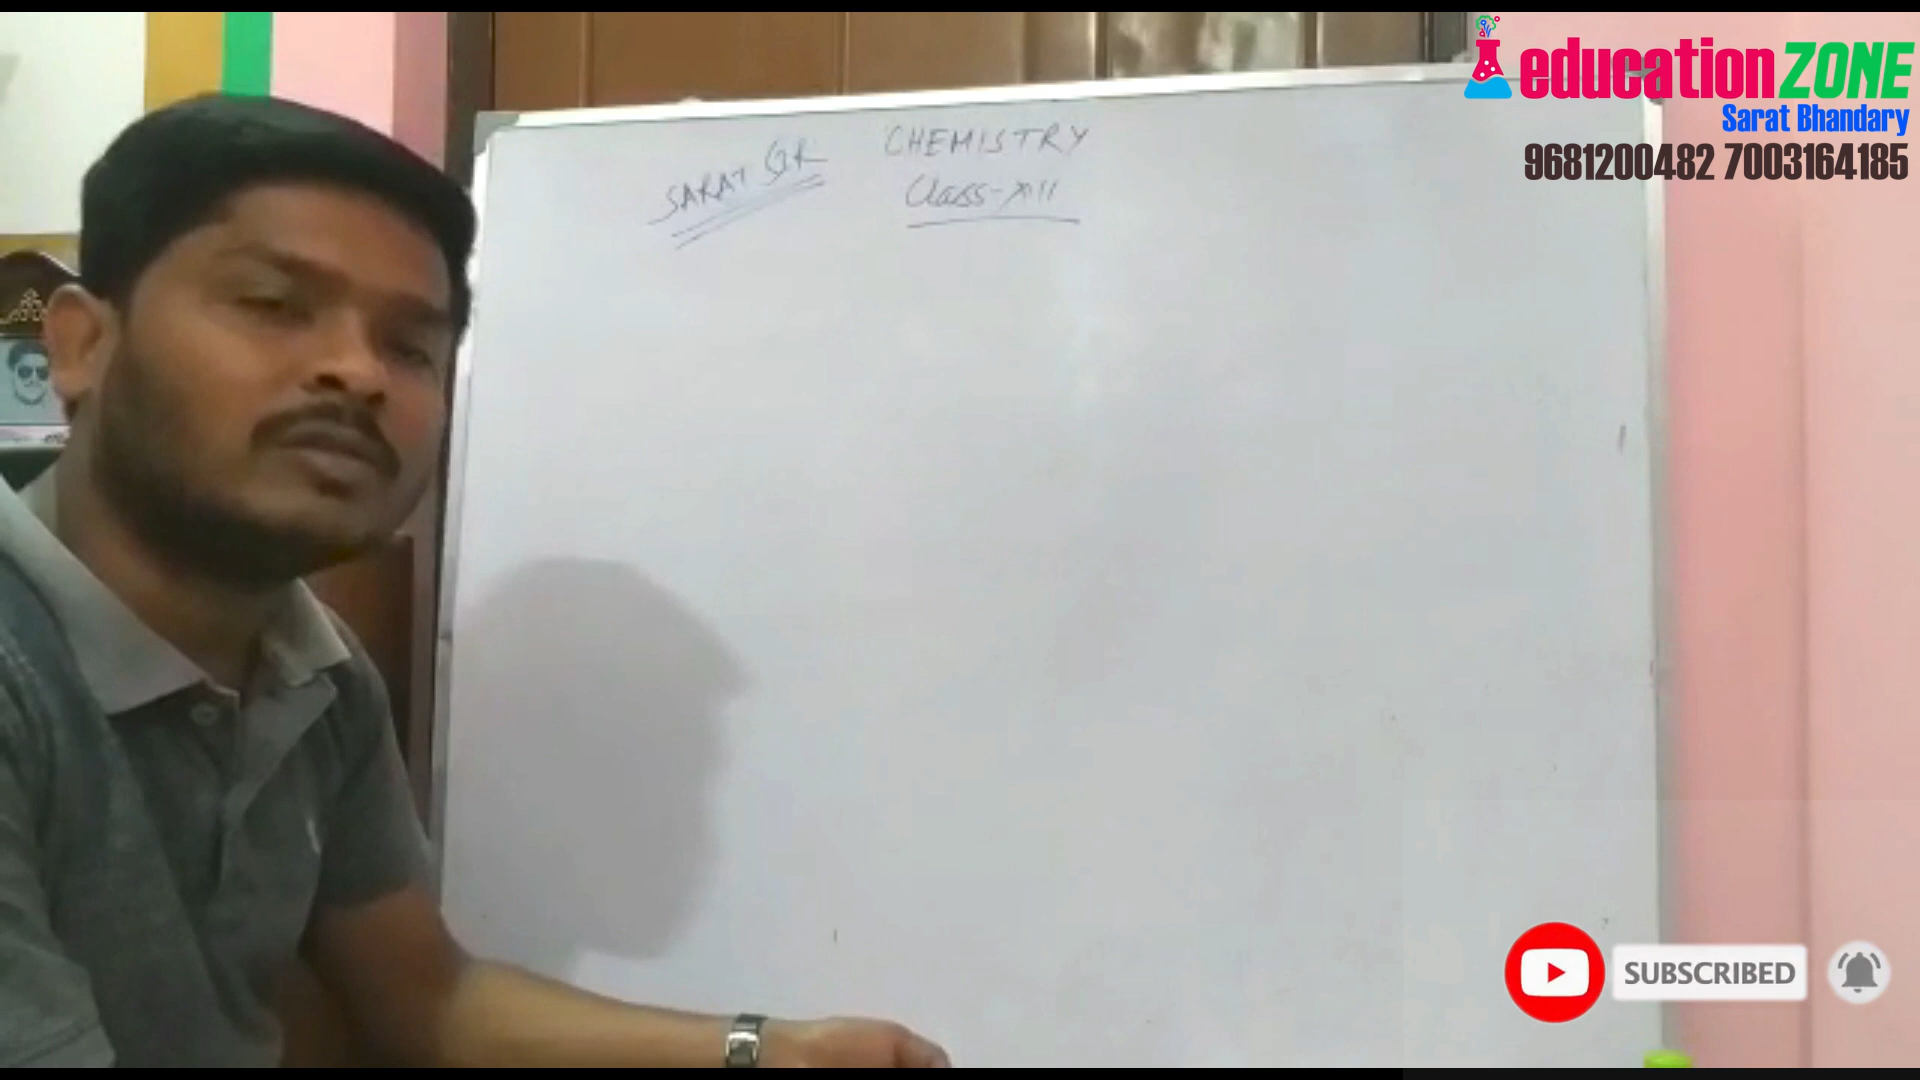 educationZONE
Sarat Bhandary
9681200482 7003164185
CHEMISTRY
SARAT SIR
Class-XII
SUBSCRIBED